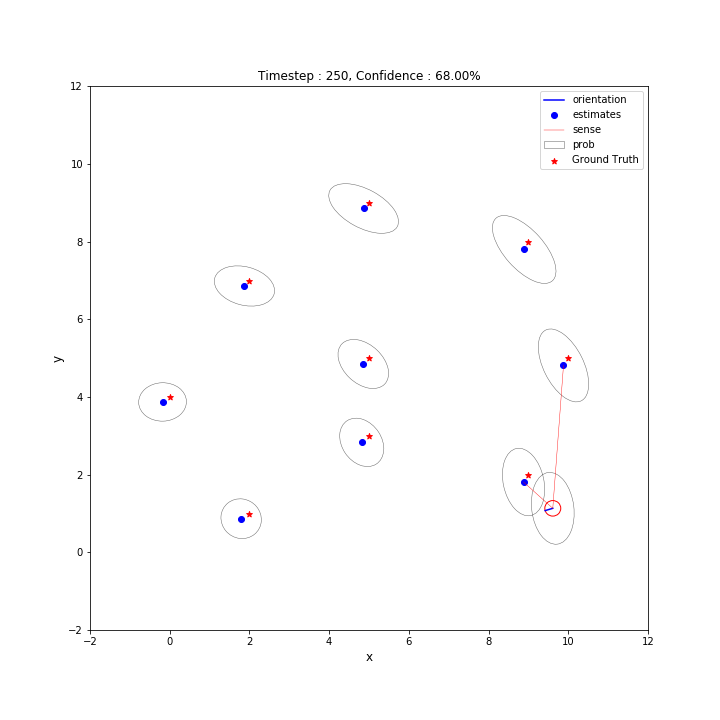 Timestep : 250, Confidence : 68.00%
12
10
8
6
4
2
0
−2
y
orientation
estimates
sense
prob
Ground Truth
−2 0 2 4 6 8 10 12
x